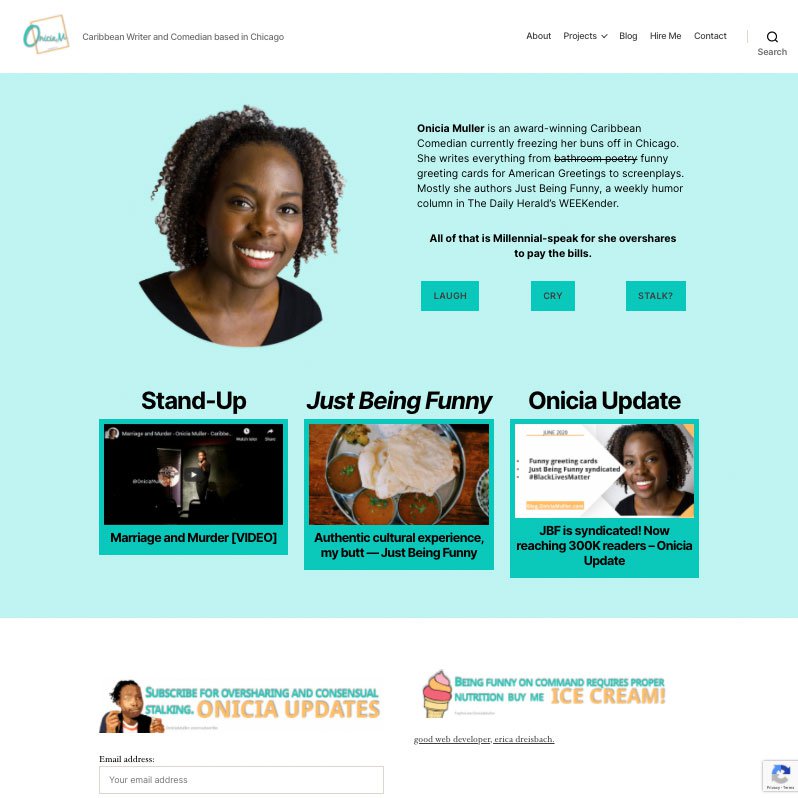 OniciaM
Caribbean Writer and Comedian based in Chicago
About
Projects
Blog
Hire Me
Contact
Search
Onicia Muller is an award-winning Caribbean
Comedian currently freezing her buns off in Chicago.
She writes everything from bathroom poetry funny
greeting cards for American Greetings to screenplays.
Mostly she authors Just Being Funny, a weekly humor
column in The Daily Herald’s WEEKender.
All of that is Millennial-speak for she overshares
to pay the bills.
LAUGH
CRY
STALK?
Stand-Up
Marriage and Murder - Onicia Muller - Caribbe...
Watch later
Share
@OniciaMuller
Marriage and Murder [VIDEO]
Just Being Funny
Authentic cultural experience,
my butt — Just Being Funny
Onicia Update
JUNE 2020
Funny greeting cards
Just Being Funny syndicated
#BlackLivesMatter
Blog.OniciaMuller.com
JBF is syndicated! Now
reaching 300K readers – Onicia
Update
SUBSCRIBE FOR OVERSHARING AND CONSENSUAL
STALKING. ONICIA UPDATES
Email address:
Your email address
BEING FUNNY ON COMMAND REQUIRES PROPER
NUTRITION BUY ME ICE CREAM!
good web developer, erica dreisbach.
Privacy - Terms